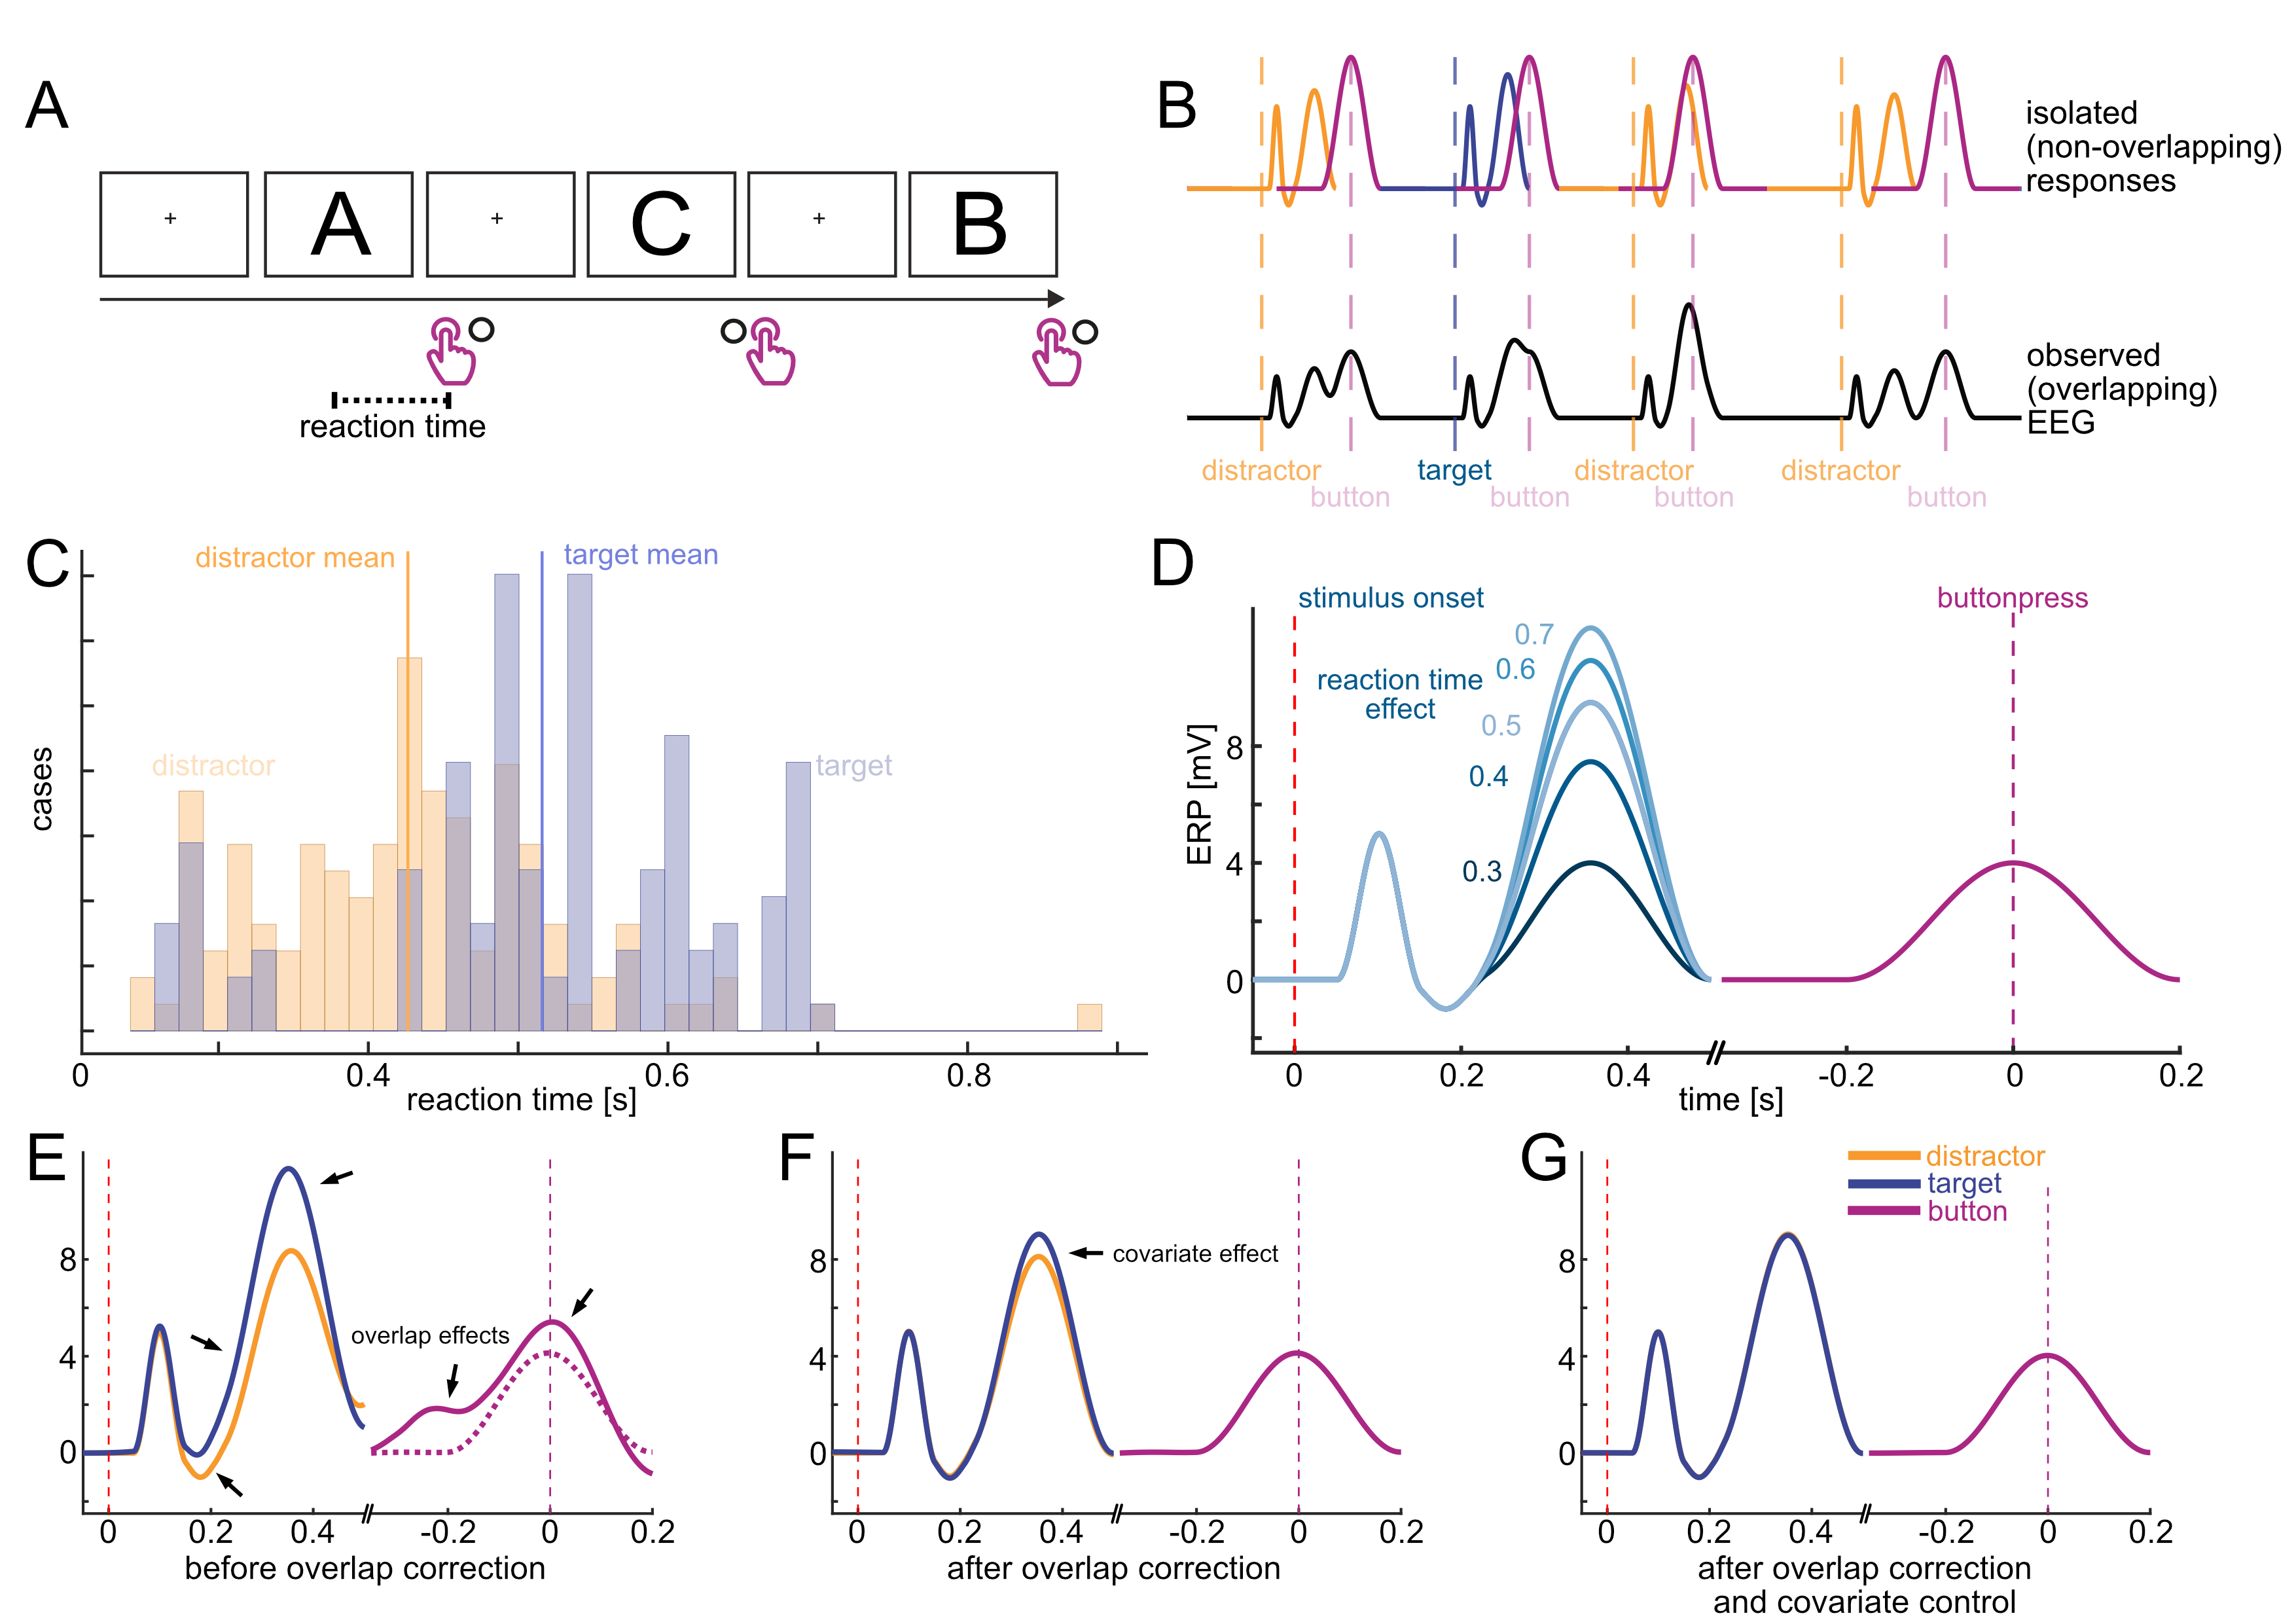 A
+
A
+
C
+
B
reaction time
B
isolated
(non-overlapping)
responses
observed
(overlapping)
EEG
distractor
target
distractor
distractor
button
button
button
button
C
distractor mean
target mean
distractor
target
cases
0
0.4
0.6
0.8
reaction time [s]
D
stimulus onset
buttonpress
0.7
0.6
reaction time
effect
0.5
0.4
0.3
ERP [mV]
8
4
0
0
0.2
0.4
-0.2
0
0.2
time [s]
E
8
4
0
overlap effects
0
0.2
0.4
-0.2
0
0.2
before overlap correction
F
8
4
0
covariate effect
0
0.2
0.4
-0.2
0
0.2
after overlap correction
G
distractor
target
button
8
4
0
0
0.2
0.4
-0.2
0
0.2
after overlap correction
and covariate control